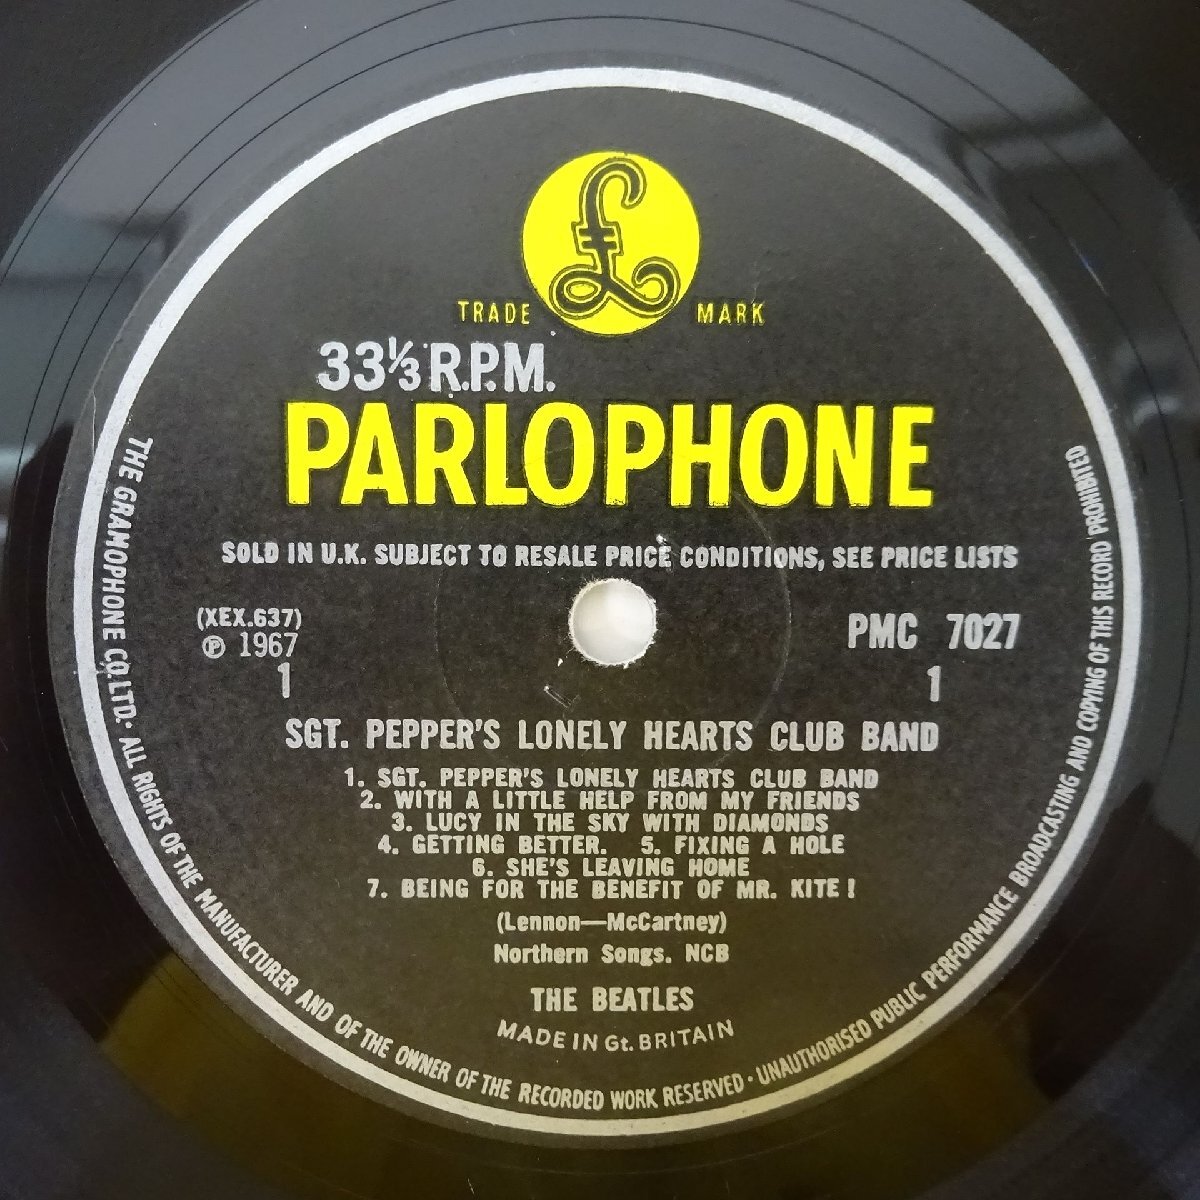 £
TRADE MARK
33⅓ R.P.M.
PARLOPHONE
SOLD IN U.K. SUBJECT TO RESALE PRICE CONDITIONS, SEE PRICE LISTS
(XEX.637)
℗ 1967
1
PMC 7027
1
SGT. PEPPER'S LONELY HEARTS CLUB BAND
1. SGT. PEPPER'S LONELY HEARTS CLUB BAND
2. WITH A LITTLE HELP FROM MY FRIENDS
3. LUCY IN THE SKY WITH DIAMONDS
4. GETTING BETTER. 5. FIXING A HOLE
6. SHE'S LEAVING HOME
7. BEING FOR THE BENEFIT OF MR. KITE!
(Lennon—McCartney)
Northern Songs. NCB
THE BEATLES
MADE IN Gt. BRITAIN
THE GRAMOPHONE CO. LTD. · ALL RIGHTS OF THE MANUFACTURER AND OF THE OWNER OF THE RECORDED WORK RESERVED · UNAUTHORISED PUBLIC PERFORMANCE BROADCASTING AND COPYING OF THIS RECORD PROHIBITED